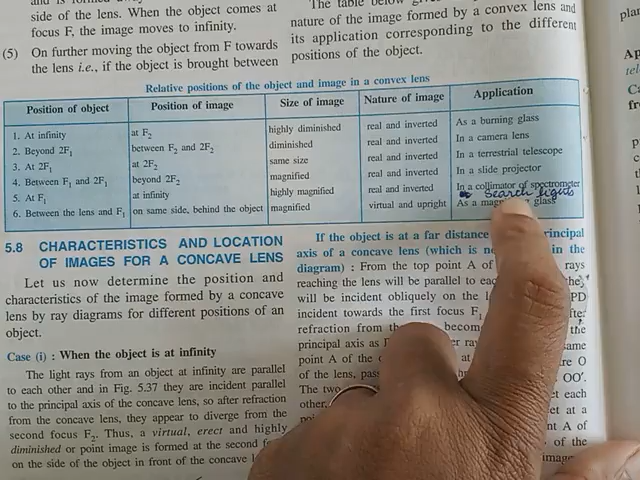 and is formed
side of the lens. When the object comes at
focus F, the image moves to infinity.
(5) On further moving the object from F towards
the lens i.e., if the object is brought between
The table below
nature of the image formed by a convex lens and
its application corresponding to the different
positions of the object.
Relative positions of the object and image in a convex lens
Position of object Position of image Size of image Nature of image Application
1. At infinity at F₂ highly diminished real and inverted As a burning glass
2. Beyond 2F₁ between F₂ and 2F₂ diminished real and inverted In a camera lens
3. At 2F₁ at 2F₂ same size real and inverted In a terrestrial telescope
4. Between F₁ and 2F₁ beyond 2F₂ magnified real and inverted In a slide projector
5. At F₁ at infinity highly magnified real and inverted In a collimator of spectrometer
Search lights
6. Between the lens and F₁ on same side, behind the object magnified virtual and upright As a glass
5.8 CHARACTERISTICS AND LOCATION
OF IMAGES FOR A CONCAVE LENS
Let us now determine the position and
characteristics of the image formed by a concave
lens by ray diagrams for different positions of an
object.
Case (i) : When the object is at infinity
The light rays from an object at infinity are parallel
to each other and in Fig. 5.37 they are incident parallel
to the principal axis of the concave lens, so after refraction
from the concave lens, they appear to diverge from the
second focus F₂. Thus, a virtual, erect and highly
diminished or point image is formed at the second
on the side of the object in front of the concave
If the object is at a far distance
axis of a concave lens (which is in the
diagram) : From the top point A of rays
reaching the lens will be parallel to
will be incident obliquely on the
incident towards the first focus F₁
refraction from the
principal axis as
point A of the
of the lens,
The two
other,
the
OO'.
et each
et at a
nt A of
of the
image
plan